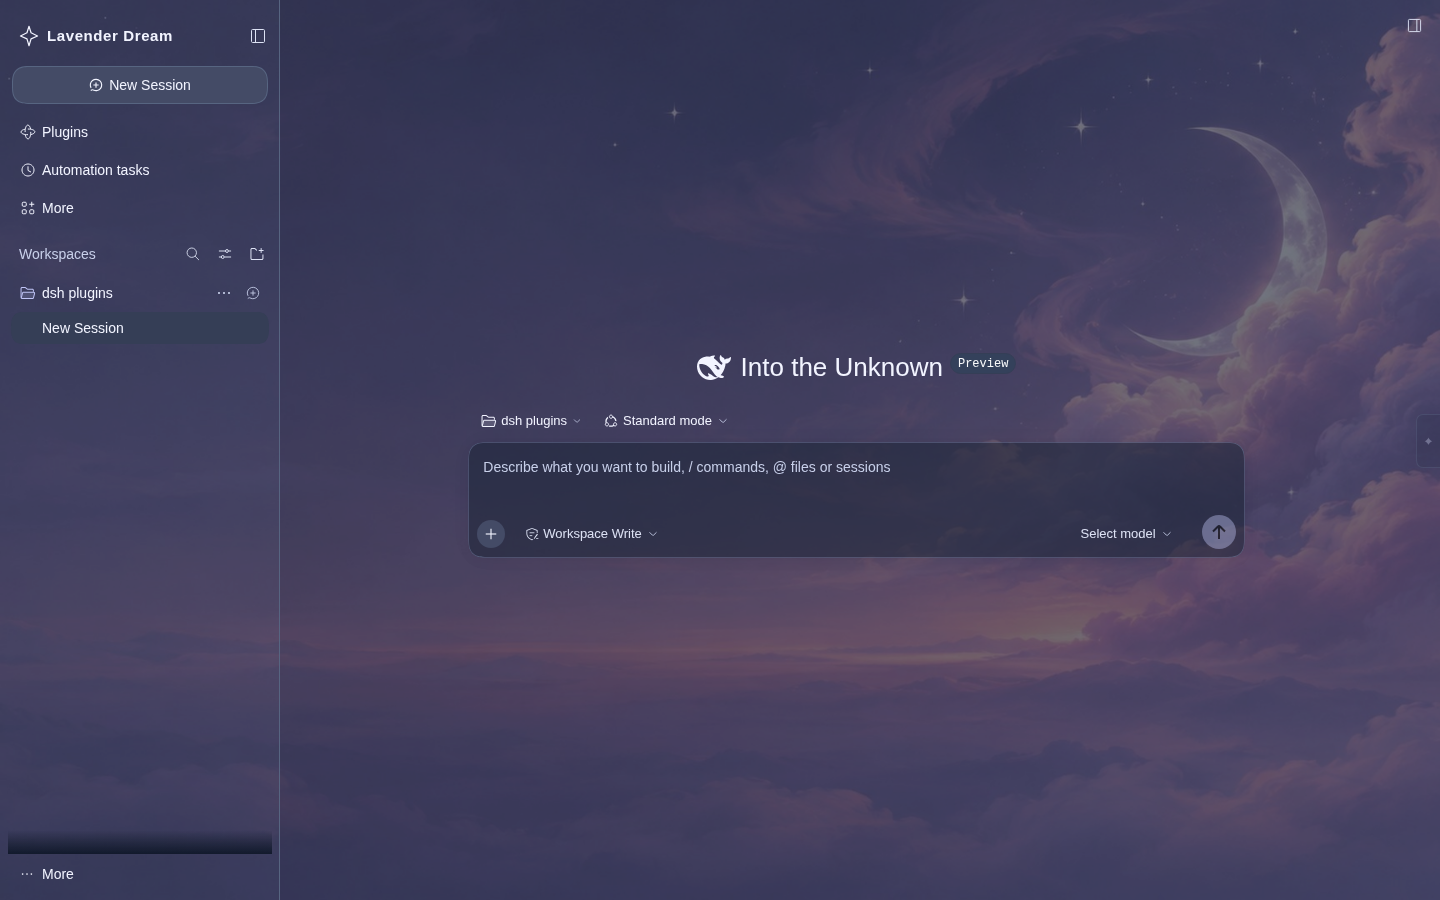 Lavender Dream
New Session
Plugins
Automation tasks
More
Workspaces
dsh plugins
New Session
Into the Unknown Preview
dsh plugins Standard mode
Describe what you want to build, / commands, @ files or sessions
Workspace Write Select model
More